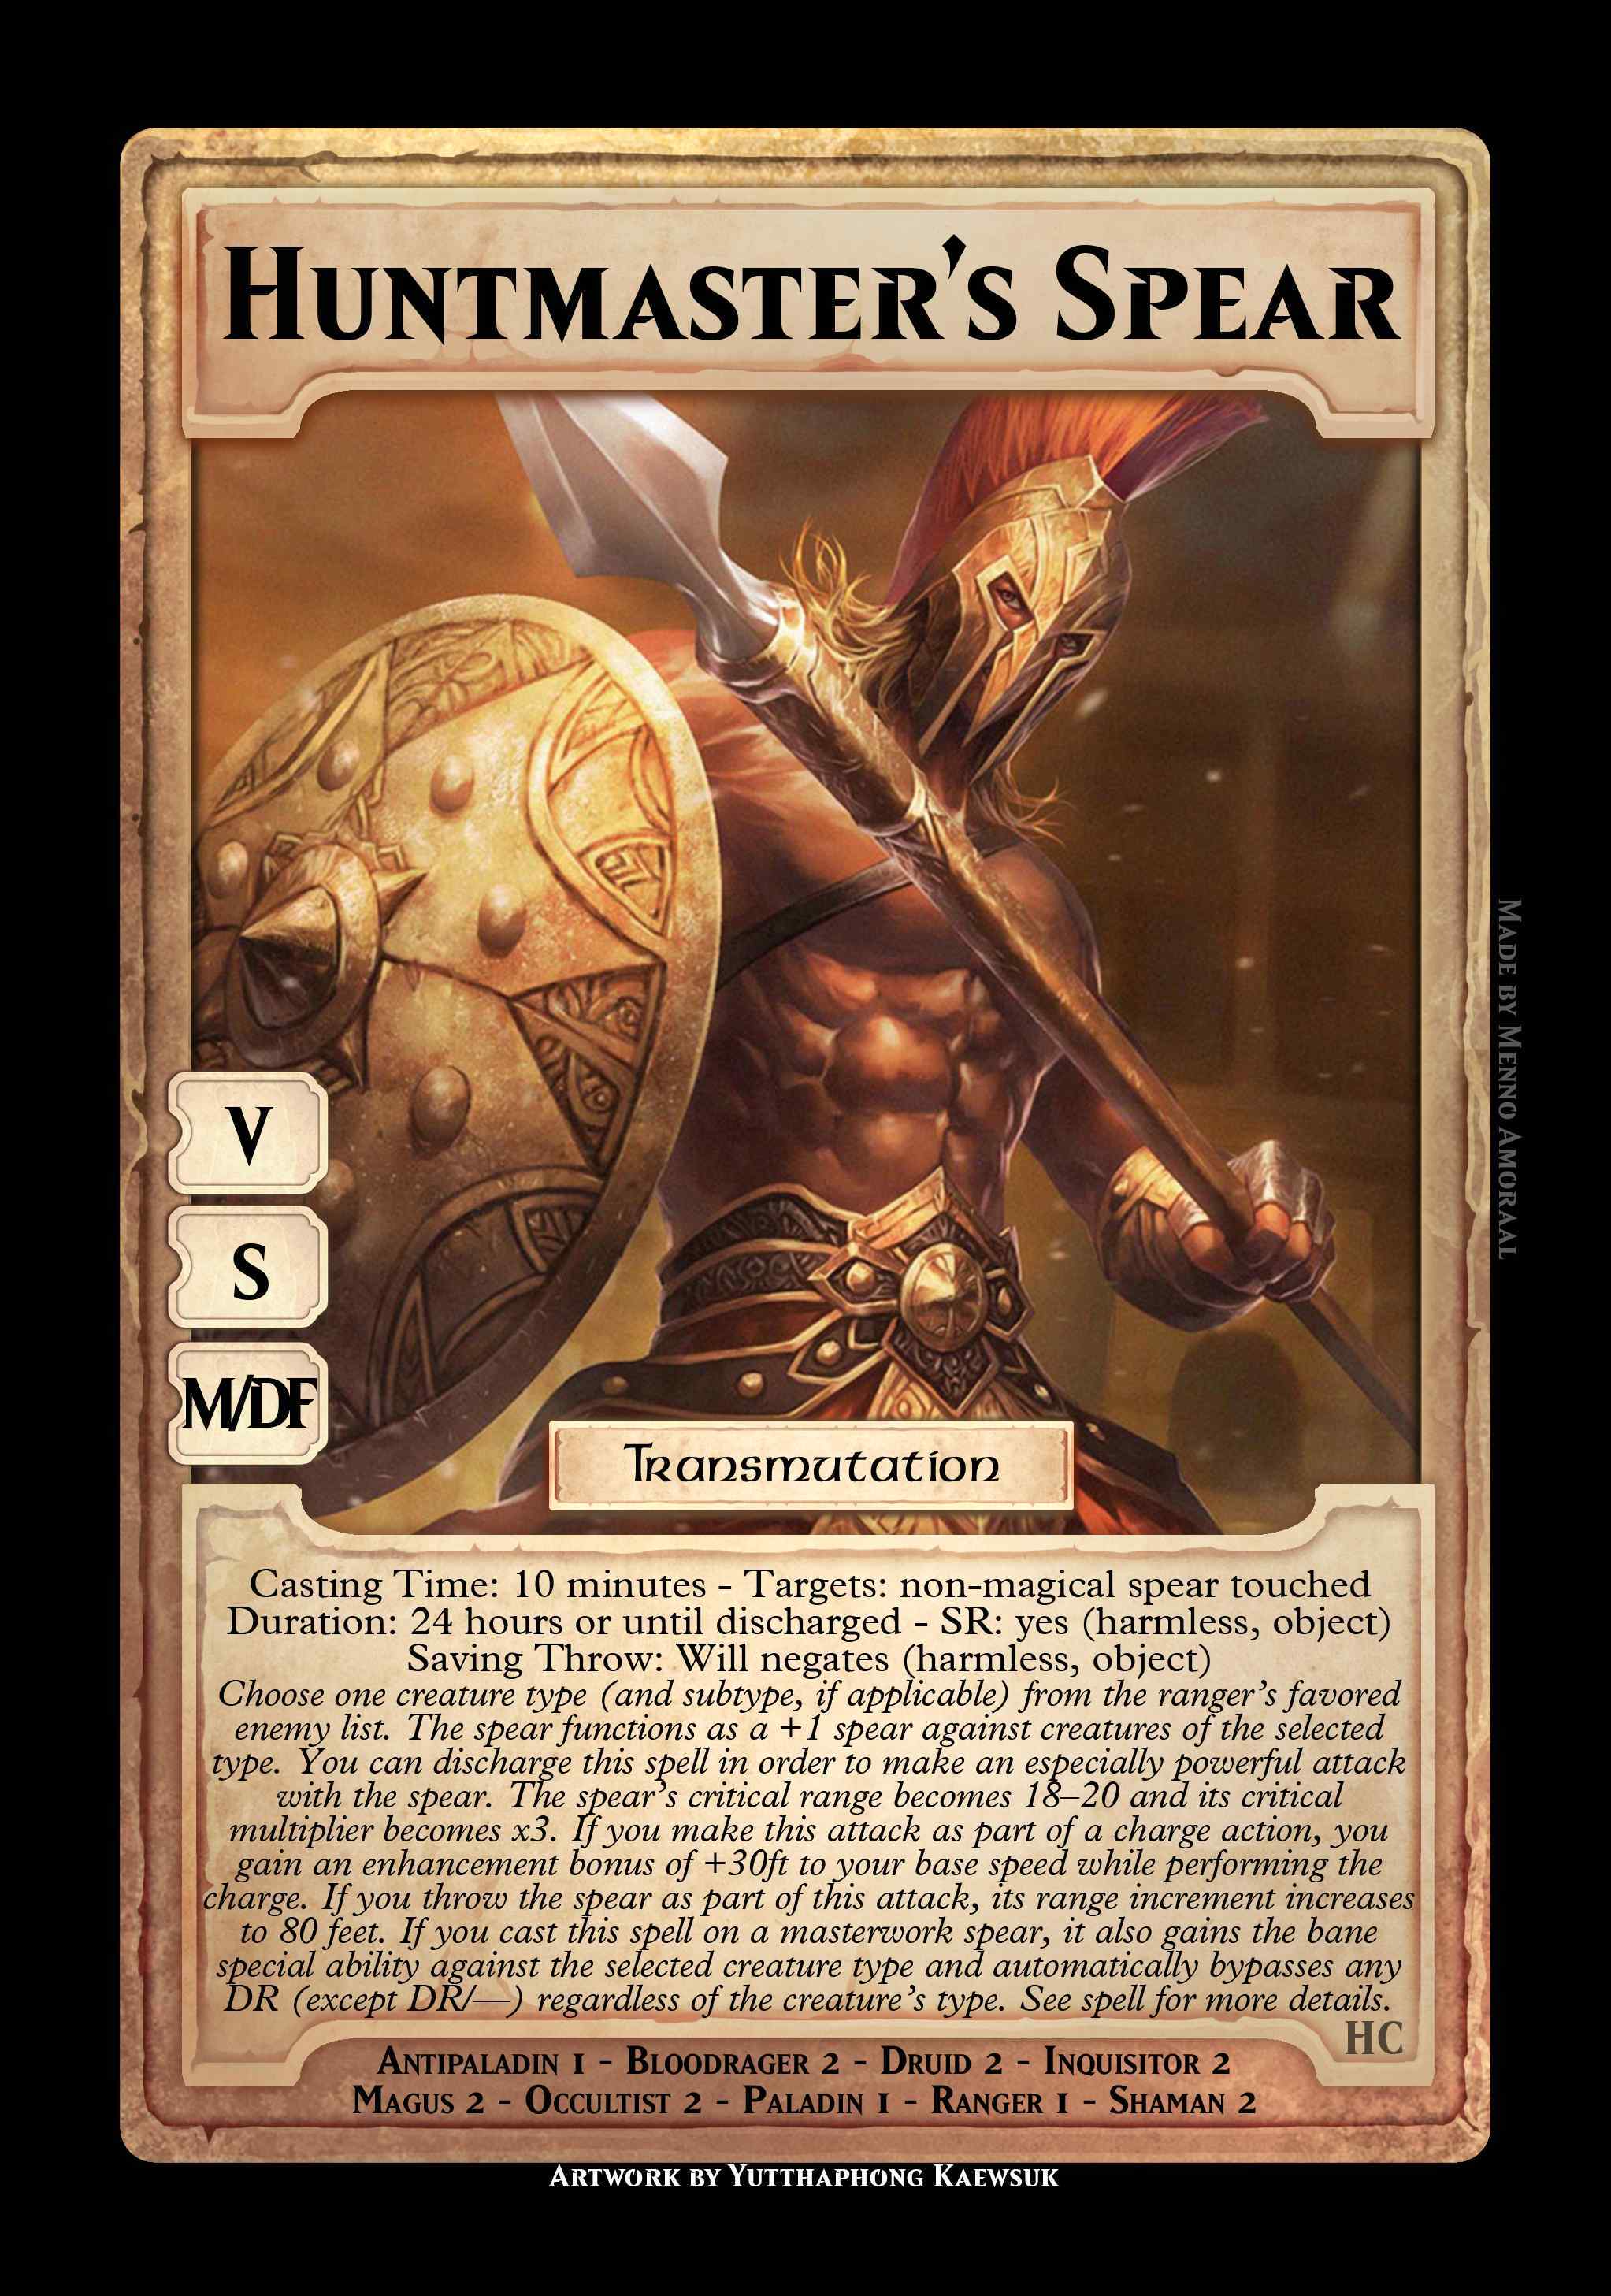 Huntmaster's Spear
V
S
M/DF
Transmutation
Casting Time: 10 minutes - Targets: non-magical spear touched
Duration: 24 hours or until discharged - SR: yes (harmless, object)
Saving Throw: Will negates (harmless, object)
Choose one creature type (and subtype, if applicable) from the ranger's favored
enemy list. The spear functions as a +1 spear against creatures of the selected
type. You can discharge this spell in order to make an especially powerful attack
with the spear. The spear's critical range becomes 18–20 and its critical
multiplier becomes x3. If you make this attack as part of a charge action, you
gain an enhancement bonus of +30ft to your base speed while performing the
charge. If you throw the spear as part of this attack, its range increment increases
to 80 feet. If you cast this spell on a masterwork spear, it also gains the bane
special ability against the selected creature type and automatically bypasses any
DR (except DR/—) regardless of the creature's type. See spell for more details.
HC
Antipaladin 1 - Bloodrager 2 - Druid 2 - Inquisitor 2
Magus 2 - Occultist 2 - Paladin 1 - Ranger 1 - Shaman 2
Artwork by Yutthaphong Kaewsuk
Made by Menno Amoraal